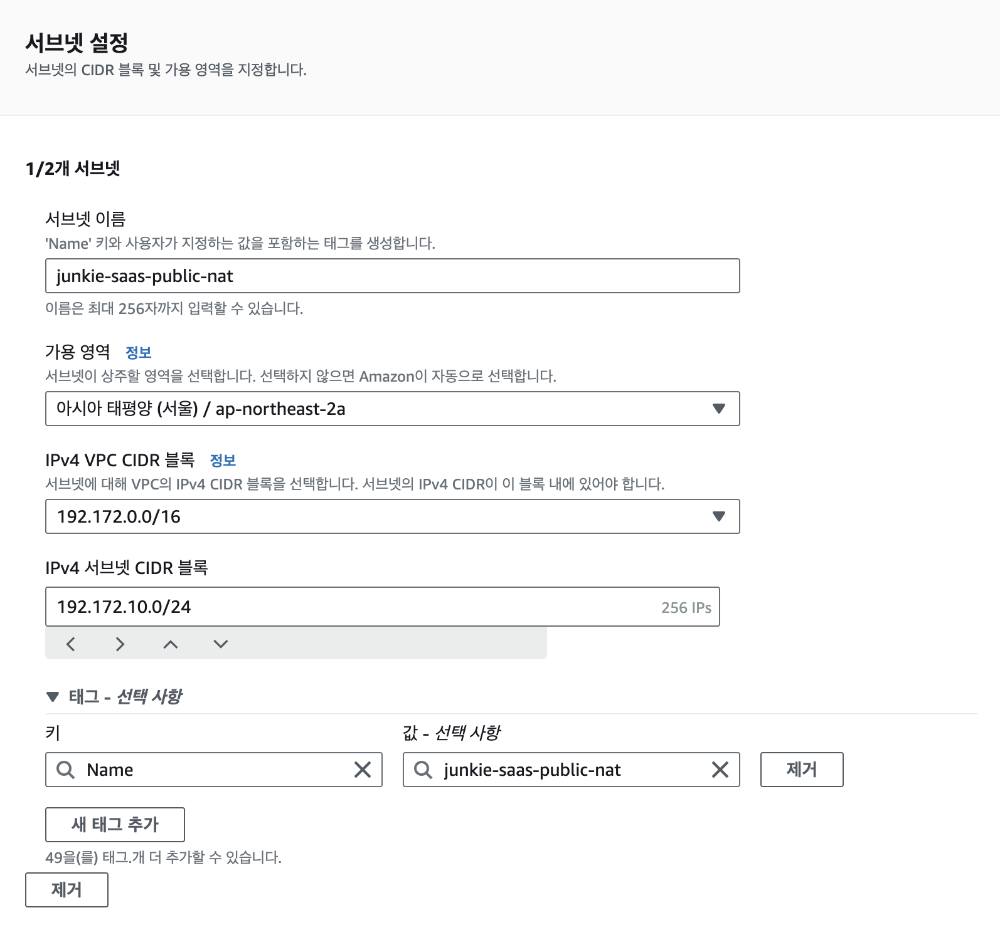 서브넷 설정
서브넷의 CIDR 블록 및 가용 영역을 지정합니다.
1/2개 서브넷
서브넷 이름
'Name' 키와 사용자가 지정하는 값을 포함하는 태그를 생성합니다.
junkie-saas-public-nat
이름은 최대 256자까지 입력할 수 있습니다.
가용 영역 정보
서브넷이 상주할 영역을 선택합니다. 선택하지 않으면 Amazon이 자동으로 선택합니다.
아시아 태평양 (서울) / ap-northeast-2a
IPv4 VPC CIDR 블록 정보
서브넷에 대해 VPC의 IPv4 CIDR 블록을 선택합니다. 서브넷의 IPv4 CIDR이 이 블록 내에 있어야 합니다.
192.172.0.0/16
IPv4 서브넷 CIDR 블록
192.172.10.0/24 256 IPs
태그 - 선택 사항
키 값 - 선택 사항
Name junkie-saas-public-nat 제거
새 태그 추가
49을(를) 태그.개 더 추가할 수 있습니다.
제거